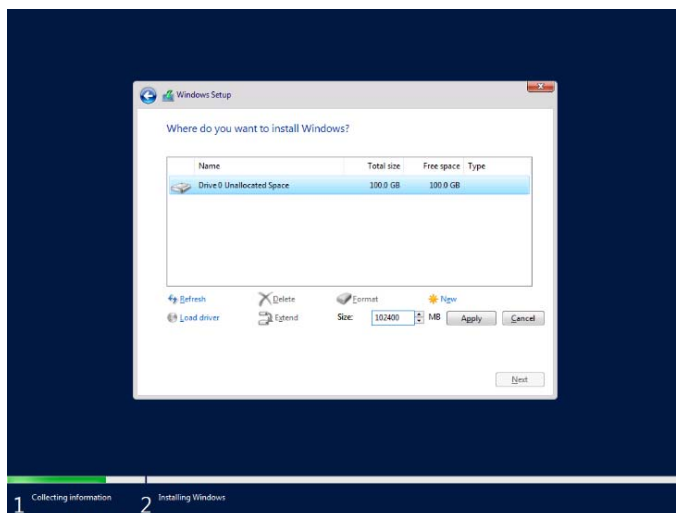 Windows Setup
Where do you want to install Windows?
Name Total size Free space Type
Drive 0 Unallocated Space 100.0 GB 100.0 GB
Refresh Delete Format New
Load driver Extend Size: 102400 MB Apply Cancel
Next
1 Collecting information 2 Installing Windows